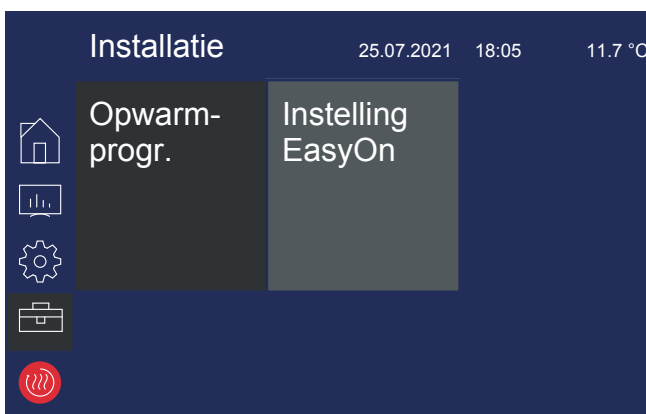 Installatie 25.07.2021 18:05 11.7 °C
Opwarm-
progr.
Instelling
EasyOn